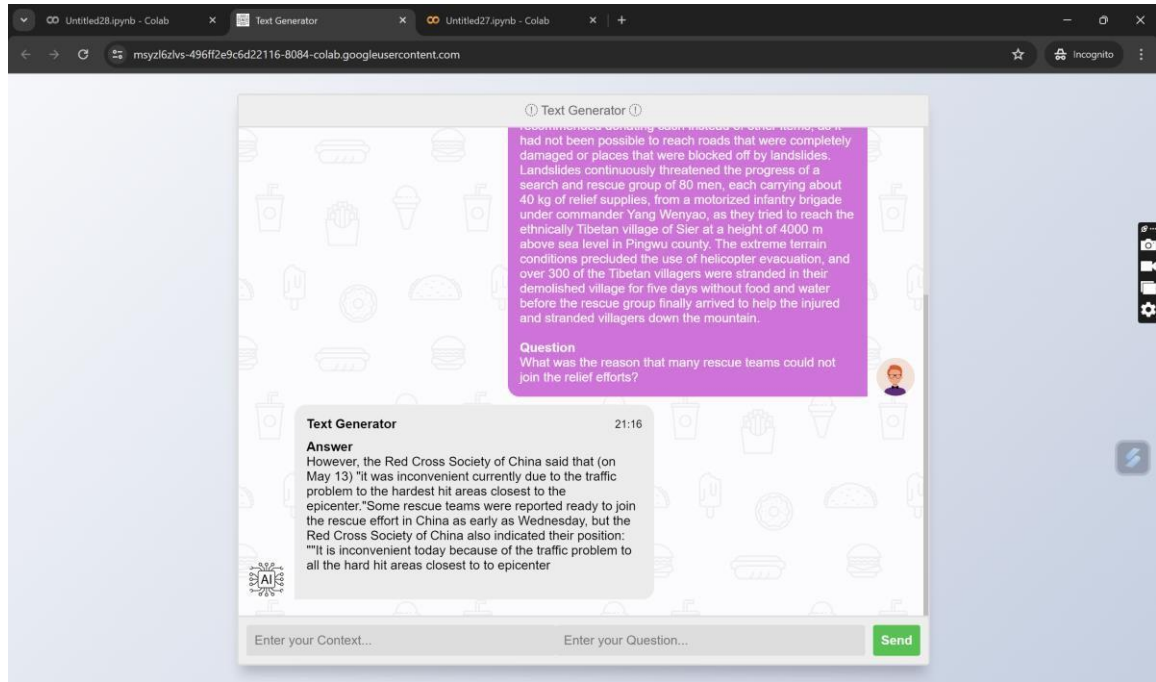 Untitled28.ipynb - Colab
Text Generator
Untitled27.ipynb - Colab
msyzl6zlvs-496ff2e9c6d22116-8084-colab.googleusercontent.com
Incognito
Text Generator
recommended donating cash instead of other items, as it
had not been possible to reach roads that were completely
damaged or places that were blocked off by landslides.
Landslides continuously threatened the progress of a
search and rescue group of 80 men, each carrying about
40 kg of relief supplies, from a motorized infantry brigade
under commander Yang Wenyao, as they tried to reach the
ethnically Tibetan village of Sier at a height of 4000 m
above sea level in Pingwu county. The extreme terrain
conditions precluded the use of helicopter evacuation, and
over 300 of the Tibetan villagers were stranded in their
demolished village for five days without food and water
before the rescue group finally arrived to help the injured
and stranded villagers down the mountain.
Question
What was the reason that many rescue teams could not
join the relief efforts?
Text Generator 21:16
Answer
However, the Red Cross Society of China said that (on
May 13) "it was inconvenient currently due to the traffic
problem to the hardest hit areas closest to the
epicenter."Some rescue teams were reported ready to join
the rescue effort in China as early as Wednesday, but the
Red Cross Society of China also indicated their position:
""It is inconvenient today because of the traffic problem to
all the hard hit areas closest to to epicenter
AI
Enter your Context...
Enter your Question...
Send